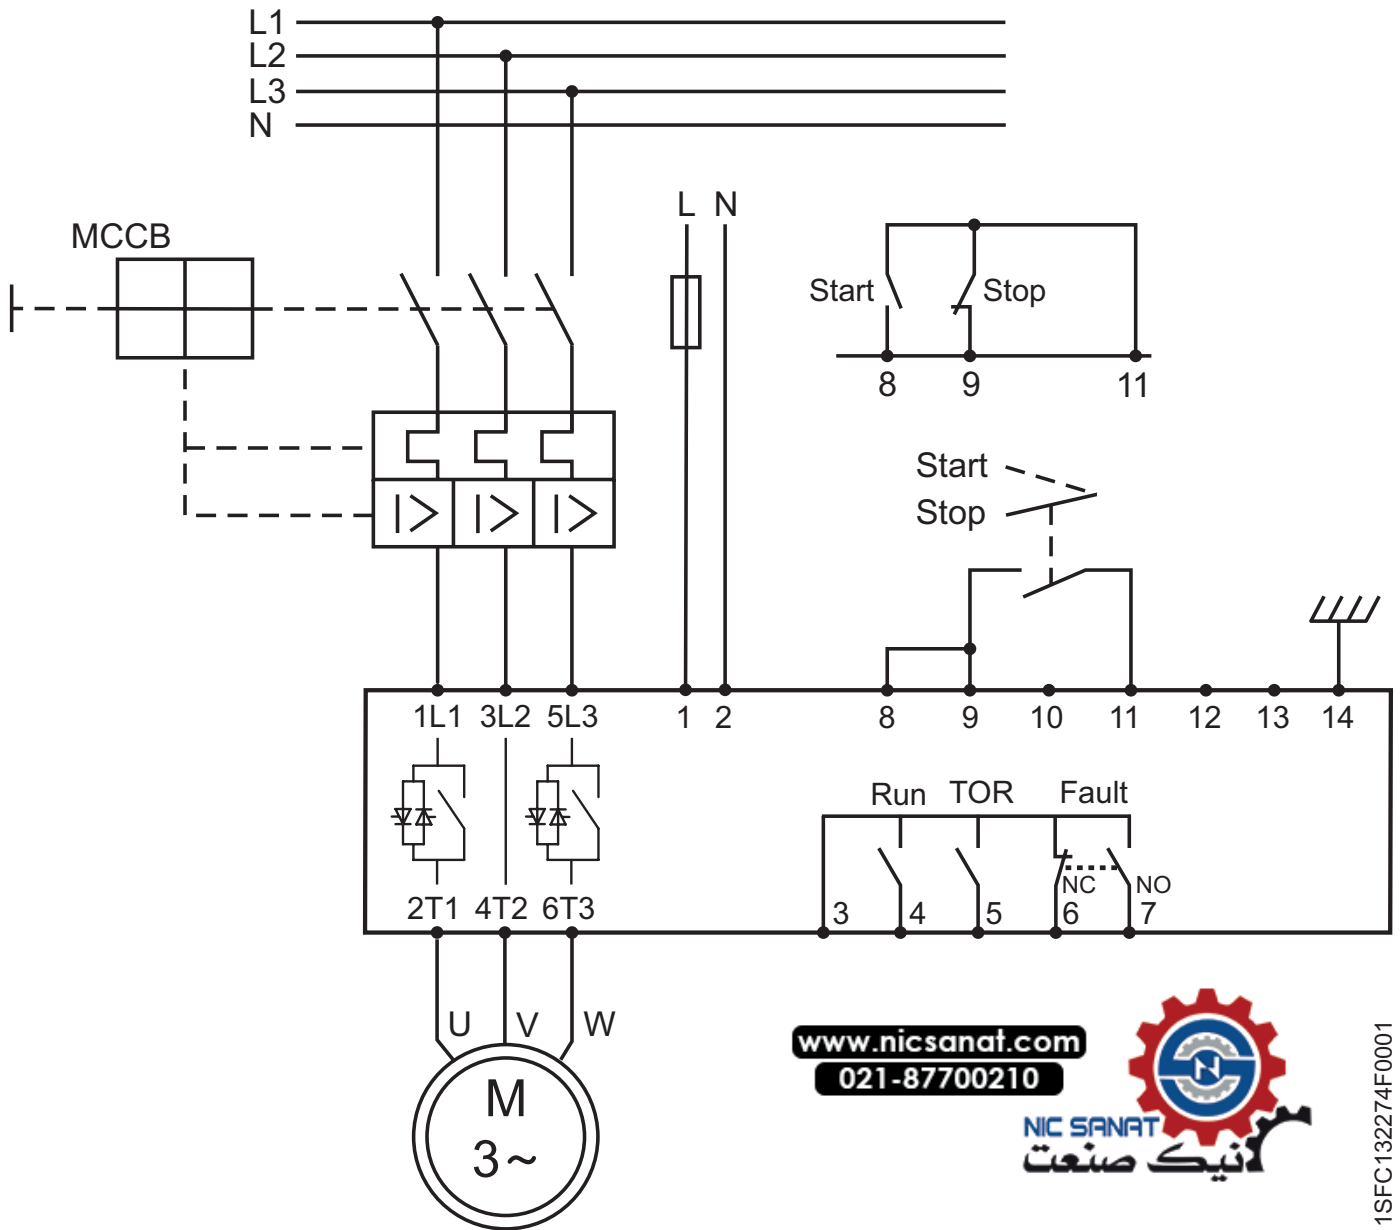 L1
L2
L3
N
L N
MCCB
Start Stop
8 9 11
Start
Stop
I> I> I>
1L1 3L2 5L3 1 2 8 9 10 11 12 13 14
Run TOR Fault
NC NO
2T1 4T2 6T3 3 4 5 6 7
U V W
M
3~
www.nicsanat.com
021-87700210
N
NIC SANAT
نیک صنعت
1SFC132274F0001